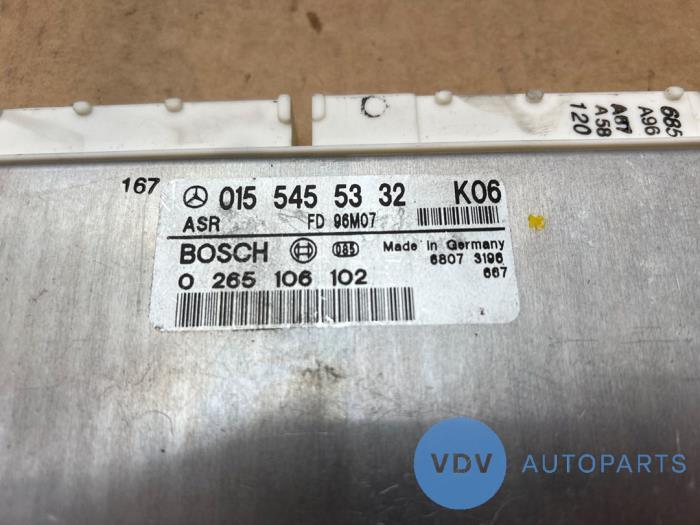 685
A96
A67
A58
120
167
015 545 53 32 K06
ASR FD 96M07
BOSCH 085 Made in Germany
6807 3196
0 265 106 102 667
VDV AUTOPARTS